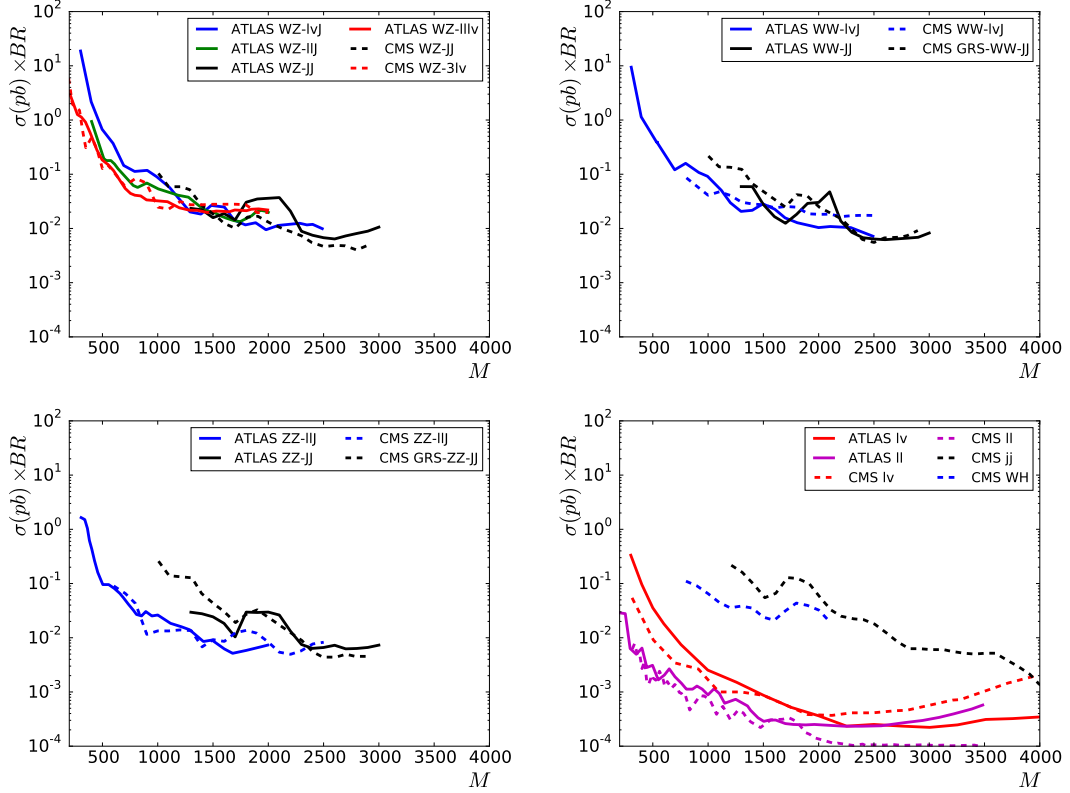 σ(pb) ×BR
10^2
10^1
10^0
10^-1
10^-2
10^-3
10^-4
ATLAS WZ-lvJ
ATLAS WZ-llJ
ATLAS WZ-JJ
ATLAS WZ-lllv
CMS WZ-JJ
CMS WZ-3lv
500 1000 1500 2000 2500 3000 3500 4000
M
σ(pb) ×BR
10^2
10^1
10^0
10^-1
10^-2
10^-3
10^-4
ATLAS WW-lvJ
ATLAS WW-JJ
CMS WW-lvJ
CMS GRS-WW-JJ
500 1000 1500 2000 2500 3000 3500 4000
M
σ(pb) ×BR
10^2
10^1
10^0
10^-1
10^-2
10^-3
10^-4
ATLAS ZZ-llJ
ATLAS ZZ-JJ
CMS ZZ-llJ
CMS GRS-ZZ-JJ
500 1000 1500 2000 2500 3000 3500 4000
M
σ(pb) ×BR
10^2
10^1
10^0
10^-1
10^-2
10^-3
10^-4
ATLAS lv
ATLAS ll
CMS lv
CMS ll
CMS jj
CMS WH
500 1000 1500 2000 2500 3000 3500 4000
M